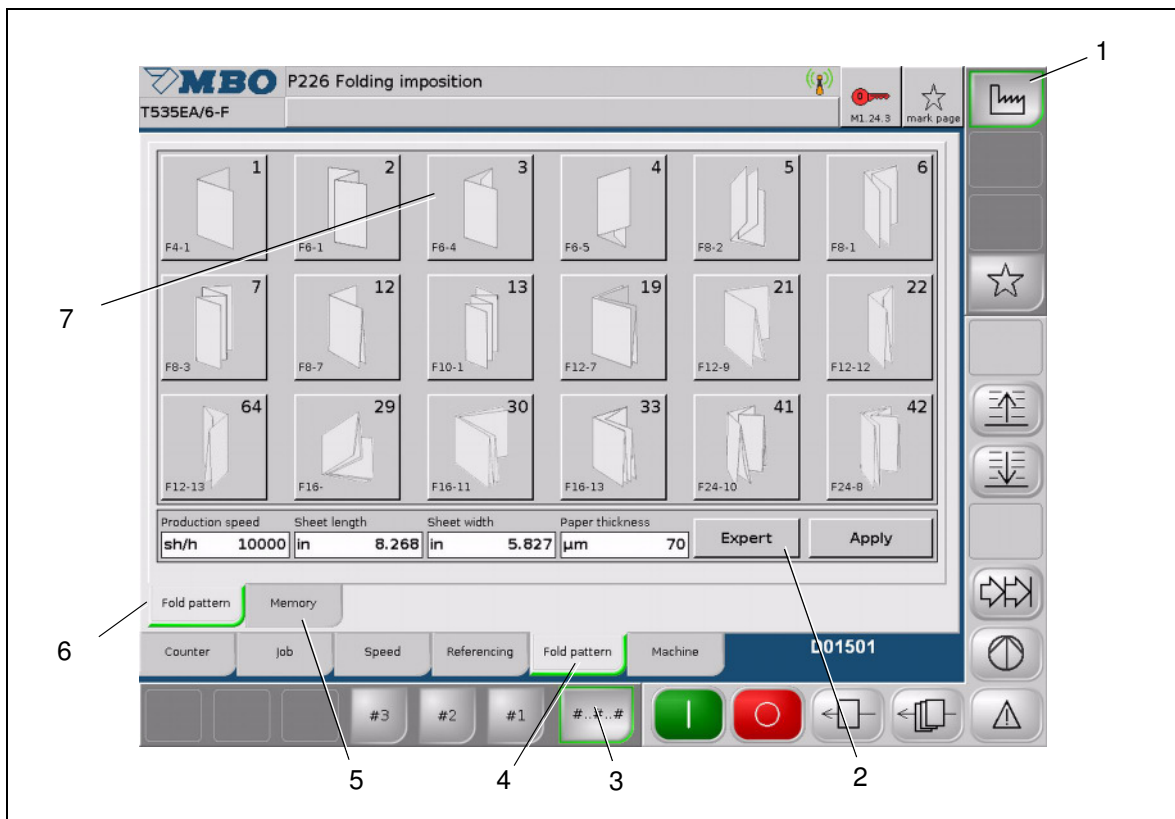 1
MBO P226 Folding imposition
T535EA/6-F
M1.24.3 mark page
1 2 3 4 5 6
F4-1 F6-1 F6-4 F6-5 F8-2 F8-1
7
7 12 13 19 21 22
F8-3 F8-7 F10-1 F12-7 F12-9 F12-12
64 29 30 33 41 42
F12-13 F16- F16-11 F16-13 F24-10 F24-8
Production speed Sheet length Sheet width Paper thickness
sh/h 10000 in 8.268 in 5.827 µm 70 Expert Apply
Fold pattern Memory
6
Counter Job Speed Referencing Fold pattern Machine D01501
#3 #2 #1 #..#..#
5 4 3 2